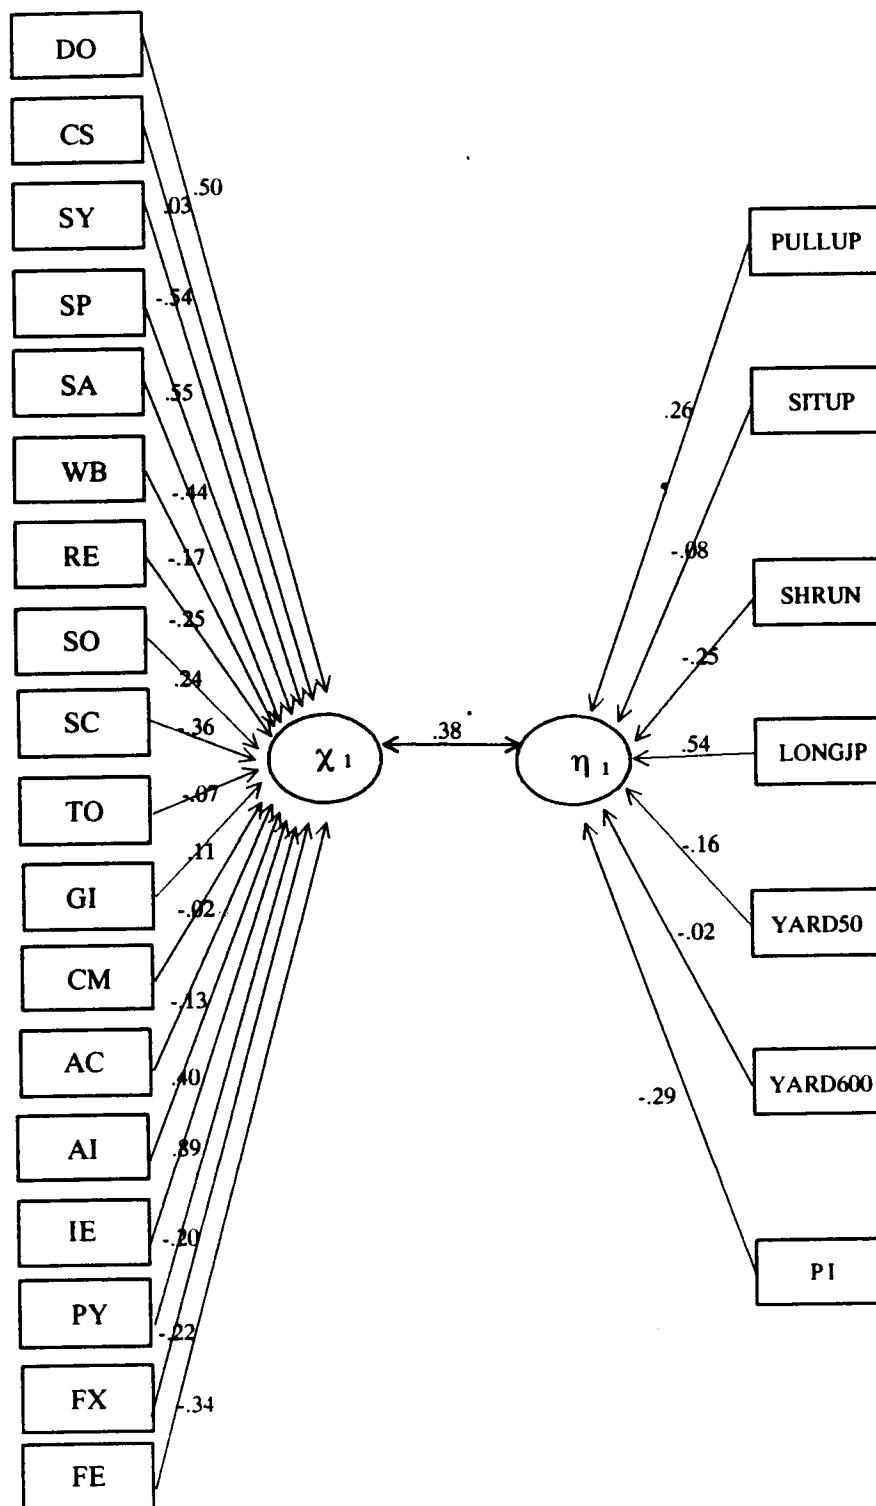 DO
CS
SY
SP
SA
WB
RE
SO
SC
TO
GI
CM
AC
AI
IE
PY
FX
FE
.50
.03
-.54
.55
-.44
-.17
-.25
.24
-.36
-.07
.11
-.02
-.13
.40
.89
-.20
-.22
-.34
χ 1
.38
η 1
.26
-.08
-.25
.54
-.16
-.02
-.29
PULLUP
SITUP
SHRUN
LONGJP
YARD50
YARD600
PI